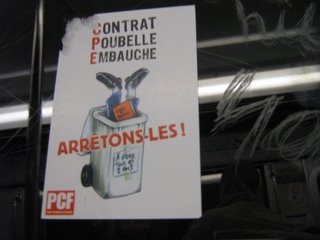 CONTRAT
POUBELLE
EMBAUCHE
ARRÊTONS-LES !
PCF